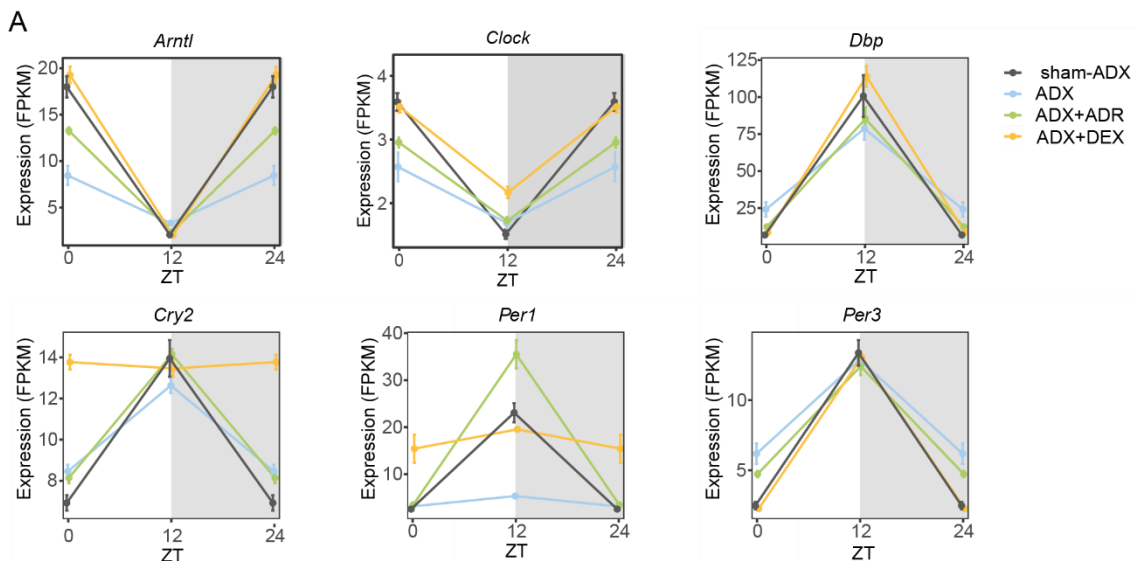 A
Arntl
Clock
Dbp
Expression (FPKM)
20
15
10
5
0
12
24
ZT
Expression (FPKM)
4
3
2
0
12
24
ZT
Expression (FPKM)
125
100
75
50
25
0
12
24
ZT
sham-ADX
ADX
ADX+ADR
ADX+DEX
Cry2
Per1
Per3
Expression (FPKM)
14
12
10
8
0
12
24
ZT
Expression (FPKM)
40
30
20
10
0
12
24
ZT
Expression (FPKM)
10
5
0
12
24
ZT